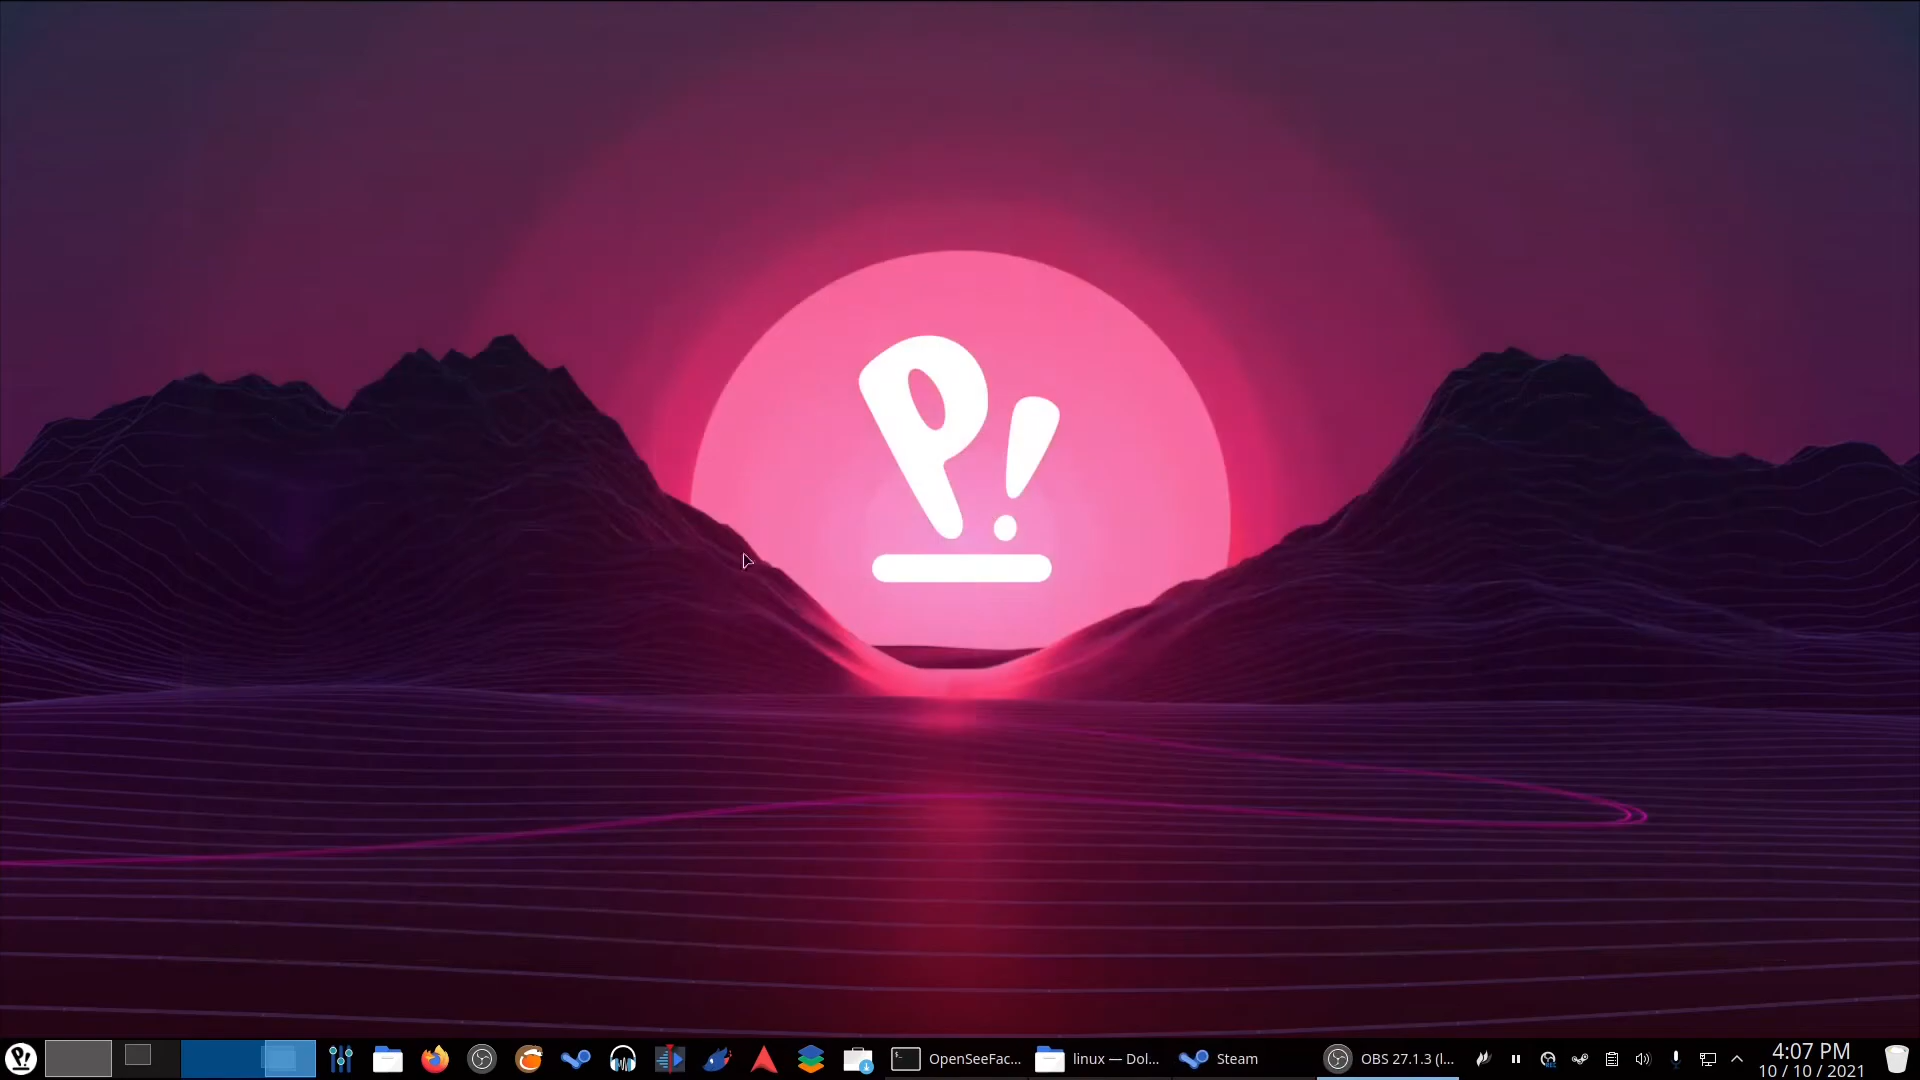 P!
OpenSeeFac...
linux — Dol...
Steam
OBS 27.1.3 (l...
4:07 PM
10 / 10 / 2021